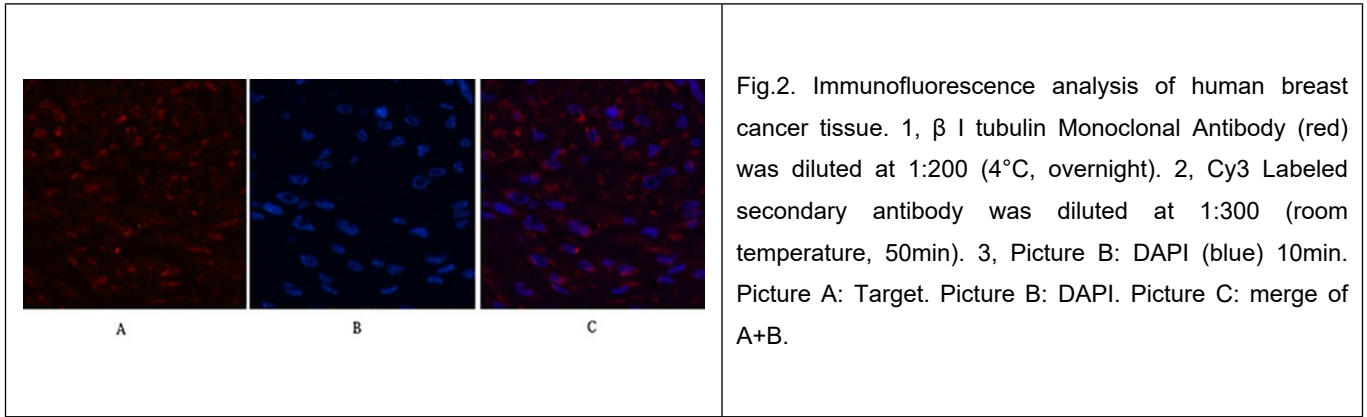 A
B
C
Fig.2. Immunofluorescence analysis of human breast
cancer tissue. 1, β I tubulin Monoclonal Antibody (red)
was diluted at 1:200 (4°C, overnight). 2, Cy3 Labeled
secondary antibody was diluted at 1:300 (room
temperature, 50min). 3, Picture B: DAPI (blue) 10min.
Picture A: Target. Picture B: DAPI. Picture C: merge of
A+B.